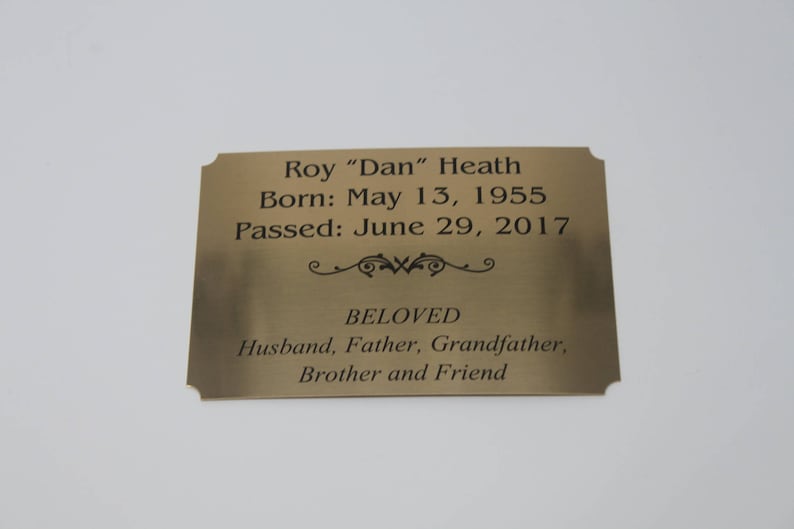 Roy "Dan" Heath
Born: May 13, 1955
Passed: June 29, 2017
BELOVED
Husband, Father, Grandfather,
Brother and Friend